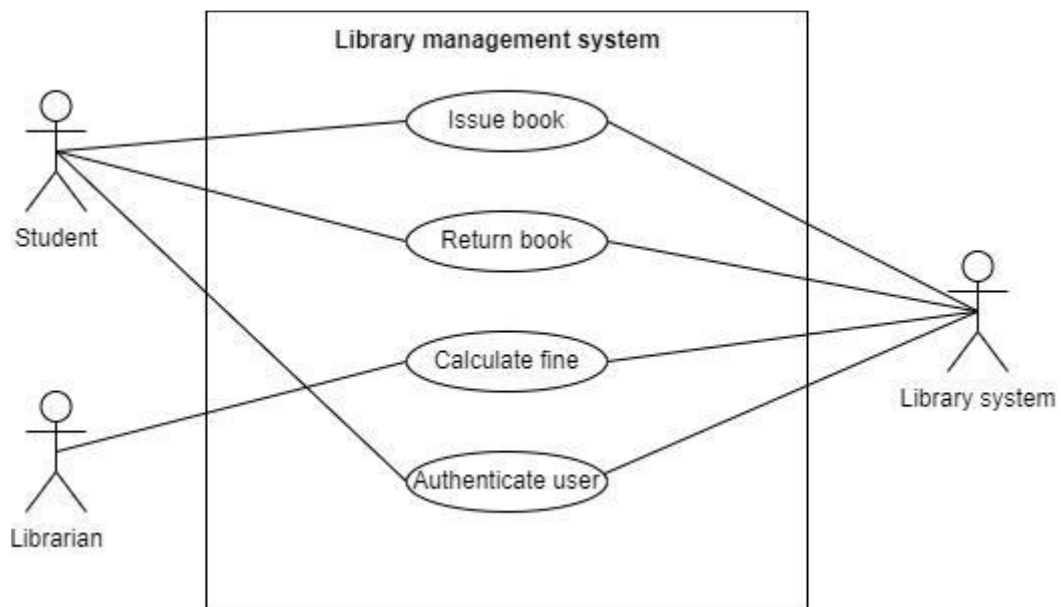 Library management system
Issue book
Student
Return book
Calculate fine
Library system
Authenticate user
Librarian